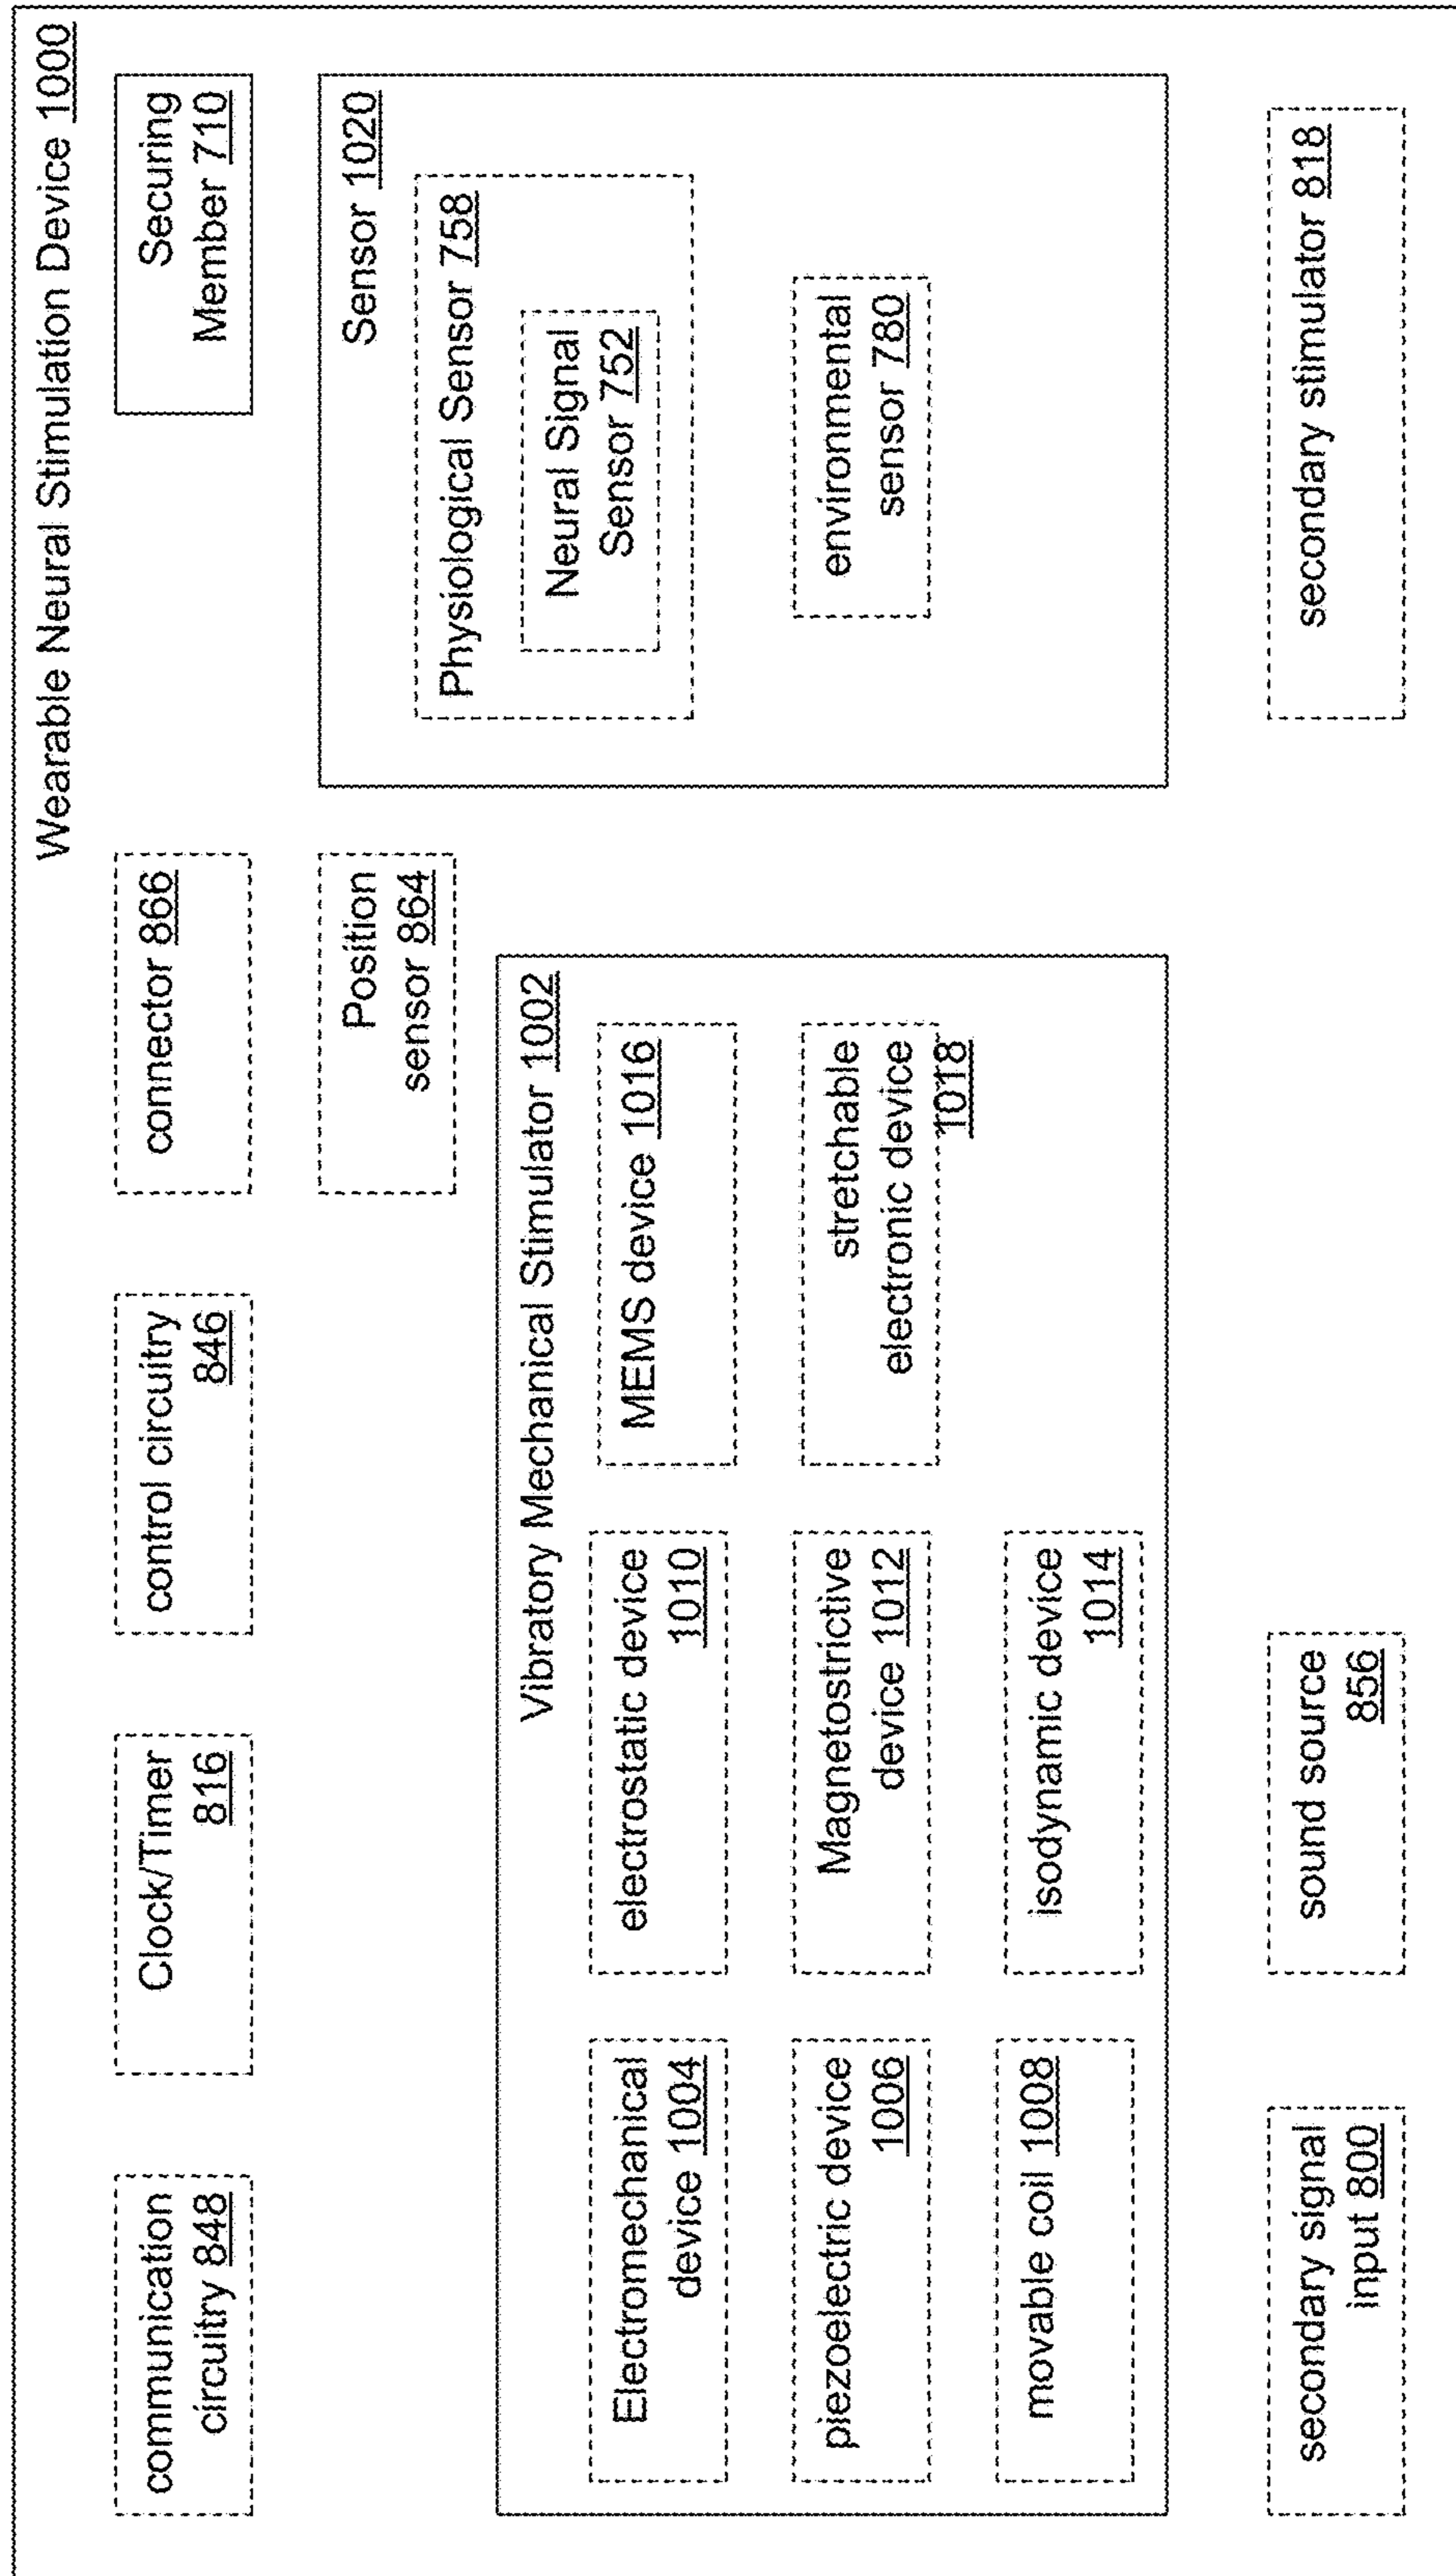 Wearable Neural Stimulation Device 1000
communication
circuitry 848
Clock/Timer
816
control circuitry
846
connector 866
Securing
Member 710
Position
sensor 864
Sensor 1020
Physiological Sensor 758
Neural Signal
Sensor 752
environmental
sensor 780
Vibratory Mechanical Stimulator 1002
Electromechanical
device 1004
electrostatic device
1010
MEMS device 1016
piezoelectric device
1006
Magnetostrictive
device 1012
stretchable
electronic device
1018
movable coil 1008
isodynamic device
1014
secondary signal
input 800
sound source
856
secondary stimulator 818